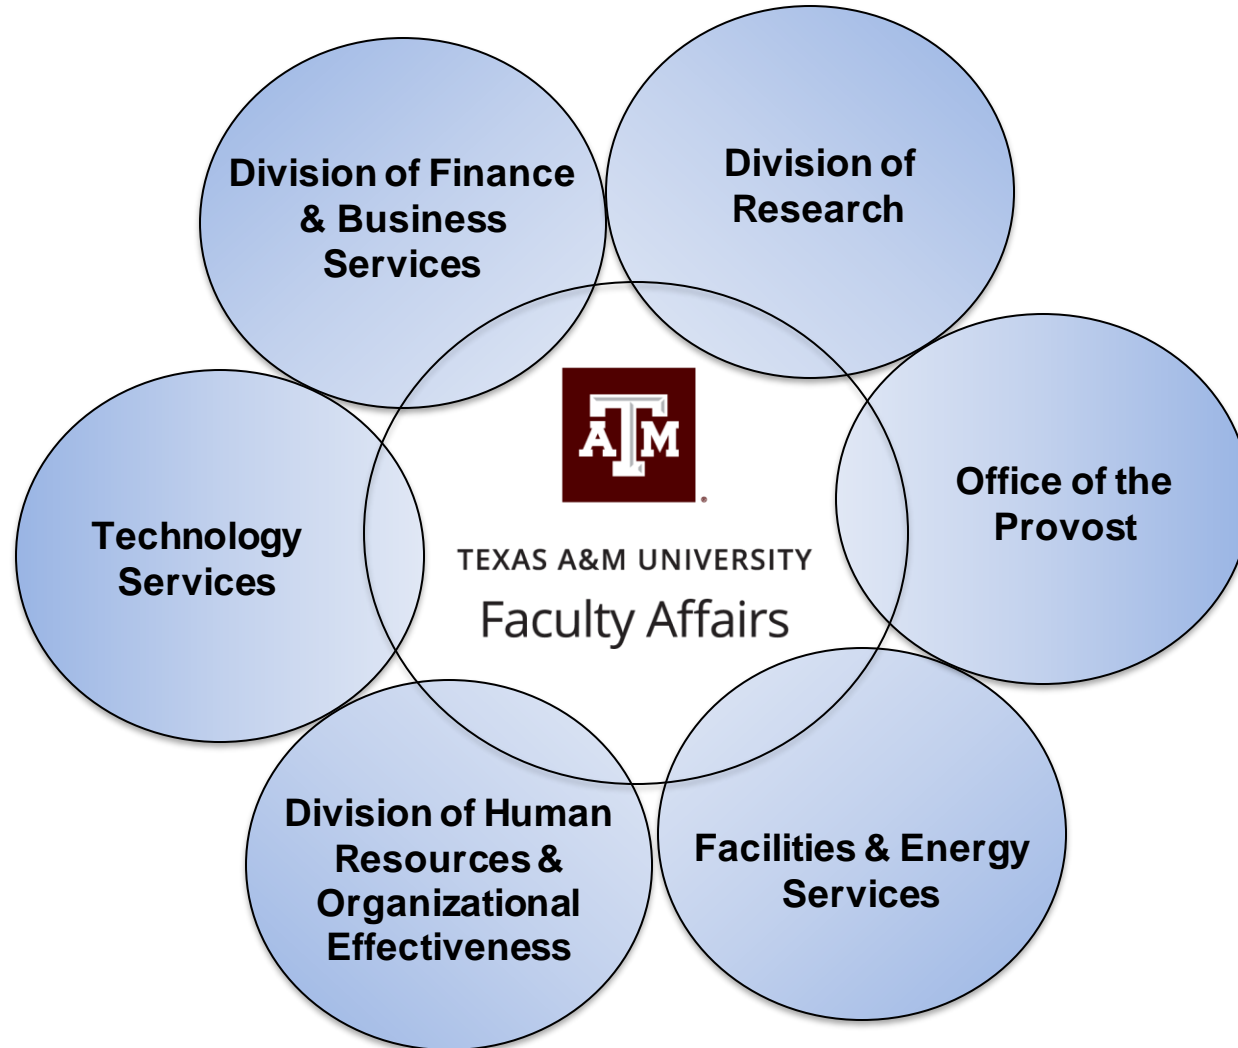 Division of Finance
& Business
Services
Division of
Research
Office of the
Provost
Technology
Services
ATM
TEXAS A&M UNIVERSITY
Faculty Affairs
Division of Human
Resources &
Organizational
Effectiveness
Facilities & Energy
Services